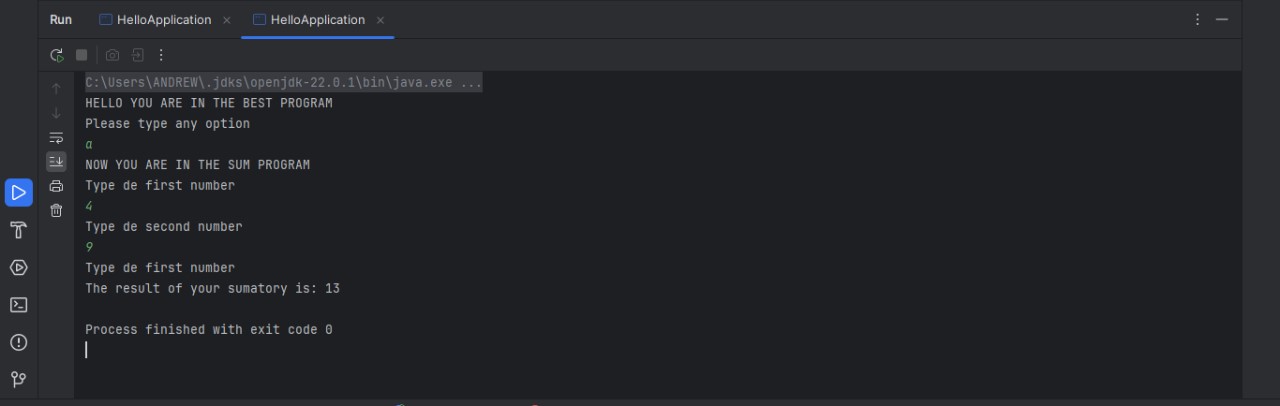 Run HelloApplication HelloApplication
C:\Users\ANDREW\.jdks\openjdk-22.0.1\bin\java.exe ...
HELLO YOU ARE IN THE BEST PROGRAM
Please type any option
a
NOW YOU ARE IN THE SUM PROGRAM
Type de first number
4
Type de second number
9
Type de first number
The result of your sumatory is: 13
Process finished with exit code 0